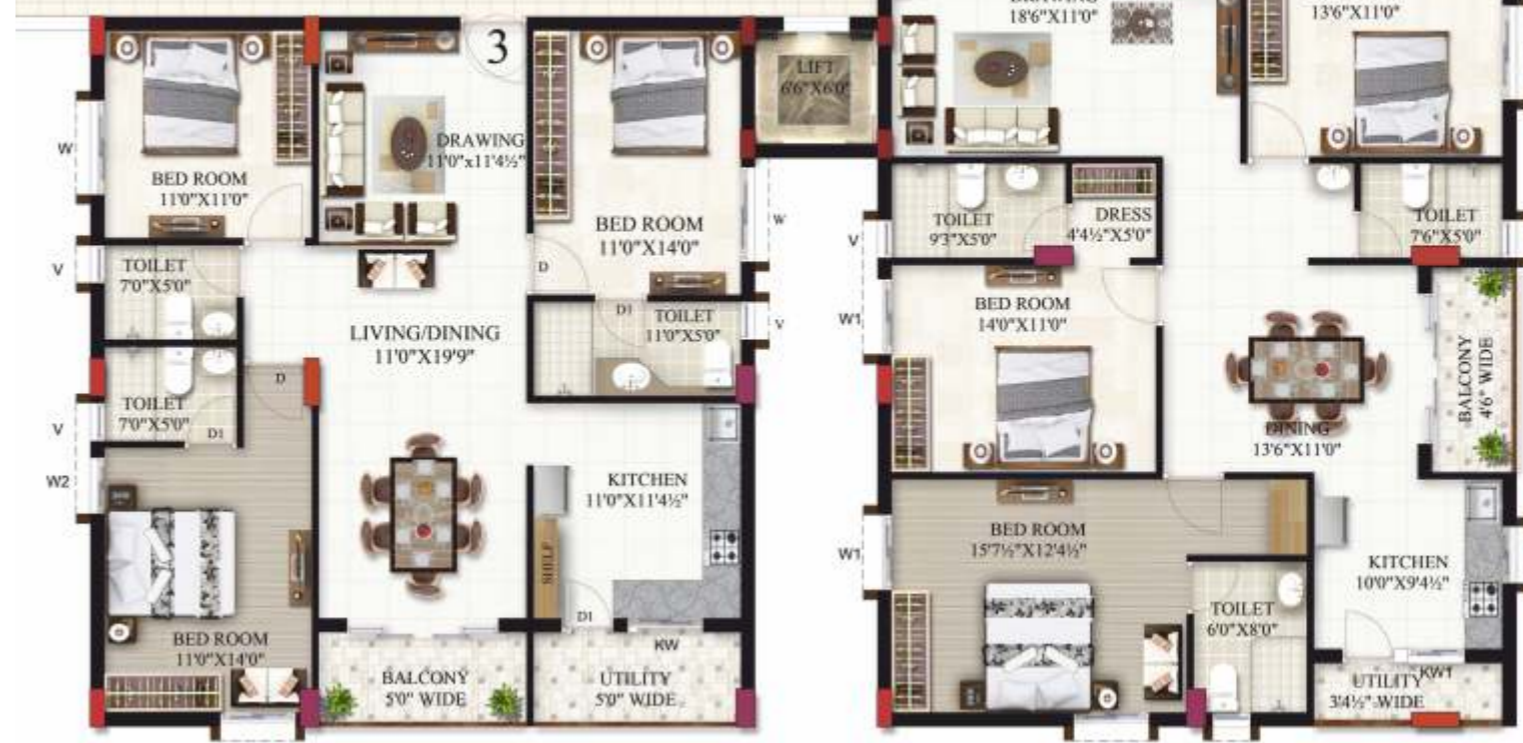 3
BED ROOM
11'0"X11'0"
W
DRAWING
11'0"x11'4½"
BED ROOM
11'0"X14'0"
D
W
LIFT
6'6"X6'0"
TOILET
7'0"X5'0"
V
LIVING/DINING
11'0"X19'9"
D1
TOILET
11'0"X5'0"
V
TOILET
7'0"X5'0"
D1
D
V
W2
KITCHEN
11'0"X11'4½"
SHELF
D1
KW
BED ROOM
11'0"X14'0"
BALCONY
5'0" WIDE
UTILITY
5'0" WIDE
18'6"X11'0"
13'6"X11'0"
TOILET
9'3"X5'0"
V
DRESS
4'4½"X5'0"
TOILET
7'6"X5'0"
BED ROOM
14'0"X11'0"
W1
BALCONY
4'6" WIDE
DINING
13'6"X11'0"
BED ROOM
15'7½"X12'4½"
W1
KITCHEN
10'0"X9'4½"
TOILET
6'0"X8'0"
KW1
UTILITY
3'4½" WIDE